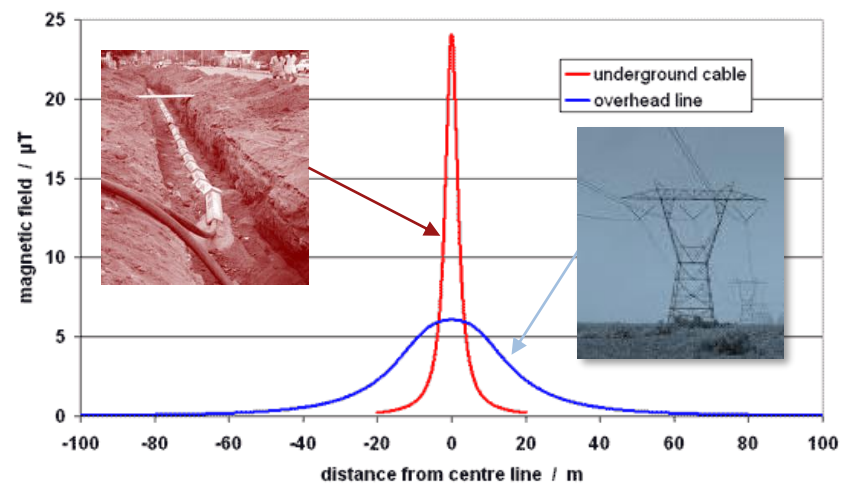 25
20
15
10
5
0
magnetic field / µT
underground cable
overhead line
-100 -80 -60 -40 -20 0 20 40 60 80 100
distance from centre line / m